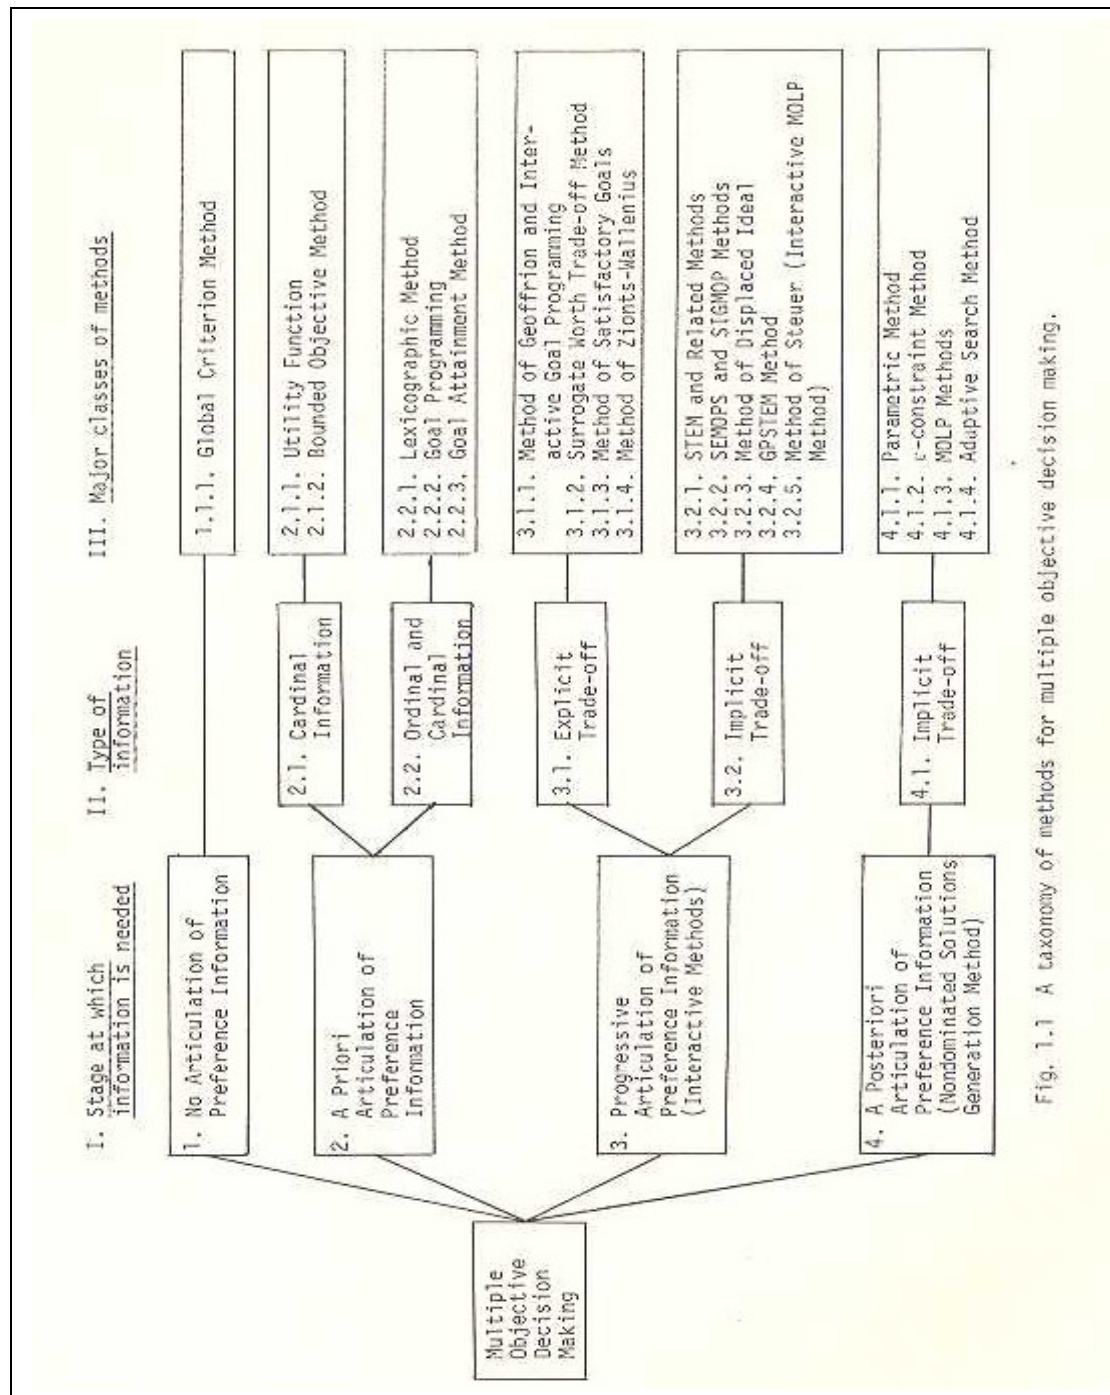 I. Stage at which
information is needed
II. Type of
information
III. Major classes of methods
Multiple
Objective
Decision
Making
1. No Articulation of
Preference Information
1.1.1. Global Criterion Method
2. A Priori
Articulation of
Preference
Information
2.1. Cardinal
Information
2.1.1. Utility Function
2.1.2. Bounded Objective Method
2.2. Ordinal and
Cardinal
Information
2.2.1. Lexicographic Method
2.2.2. Goal Programming
2.2.3. Goal Attainment Method
3. Progressive
Articulation of
Preference Information
(Interactive Methods)
3.1. Explicit
Trade-off
3.1.1. Method of Geoffrion and Inter-
active Goal Programming
3.1.2. Surrogate Worth Trade-off Method
3.1.3. Method of Satisfactory Goals
3.1.4. Method of Zionts-Wallenius
3.2. Implicit
Trade-off
3.2.1. STEM and Related Methods
3.2.2. SEMOPS and SIGMOP Methods
3.2.3. Method of Displaced Ideal
3.2.4. GPSTEM Method
3.2.5. Method of Steuer (Interactive MOLP
Method)
4. A Posteriori
Articulation of
Preference Information
(Nondominated Solutions
Generation Method)
4.1. Implicit
Trade-off
4.1.1. Parametric Method
4.1.2. ε-constraint Method
4.1.3. MOLP Methods
4.1.4. Adaptive Search Method
Fig. 1.1 A taxonomy of methods for multiple objective decision making.